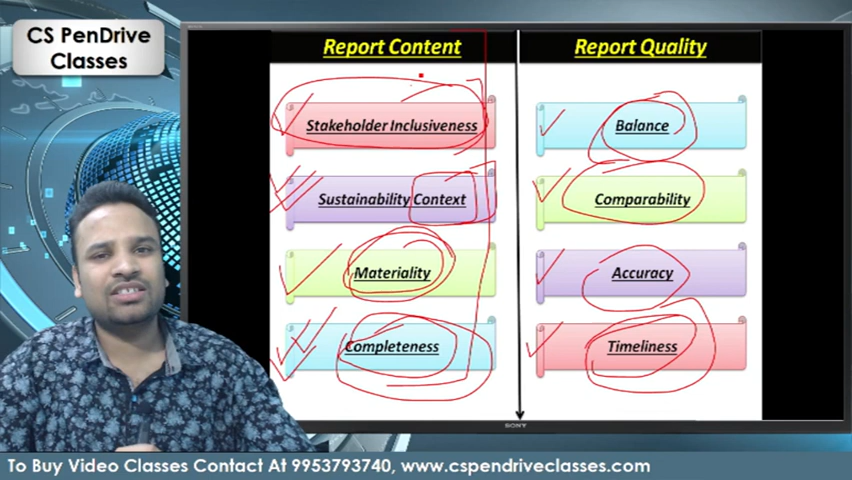 CS PenDrive
Classes
Report Content
Report Quality
Stakeholder Inclusiveness
Balance
Sustainability Context
Comparability
Materiality
Accuracy
Completeness
Timeliness
SONY
To Buy Video Classes Contact At 9953793740, www.cspendriveclasses.com